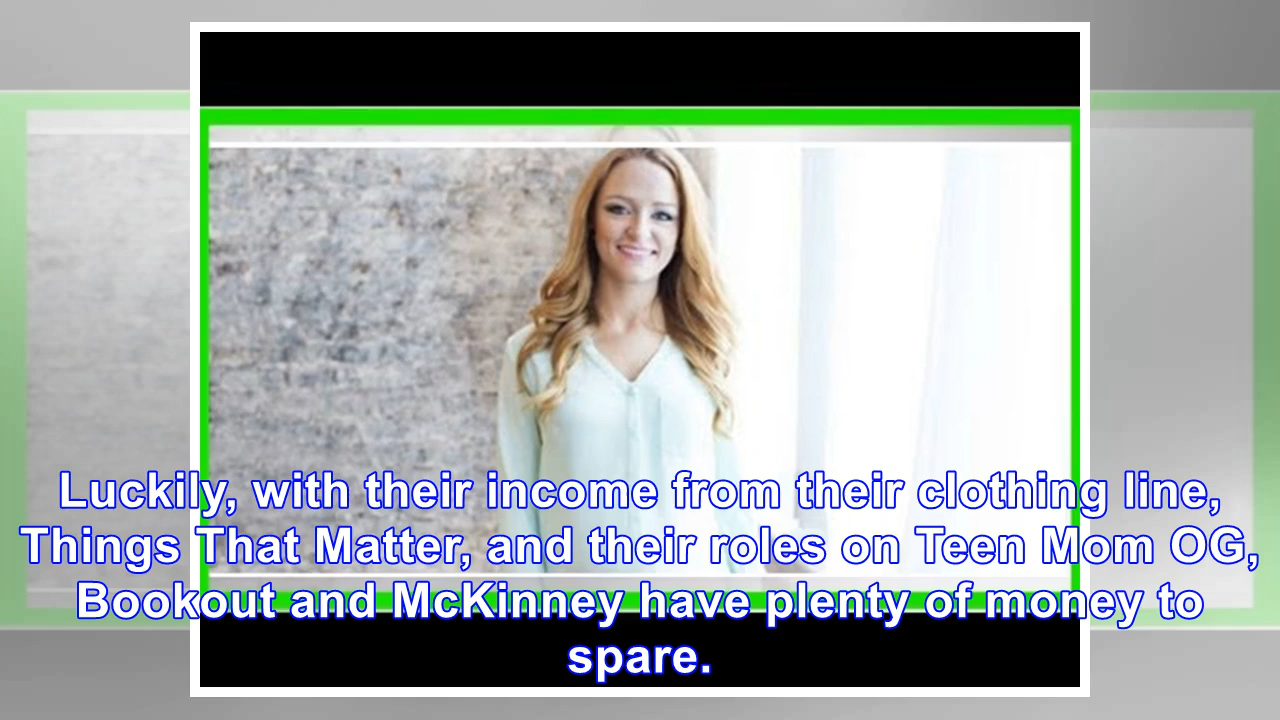 Luckily, with their income from their clothing line,
Things That Matter, and their roles on Teen Mom OG,
Bookout and McKinney have plenty of money to
spare.